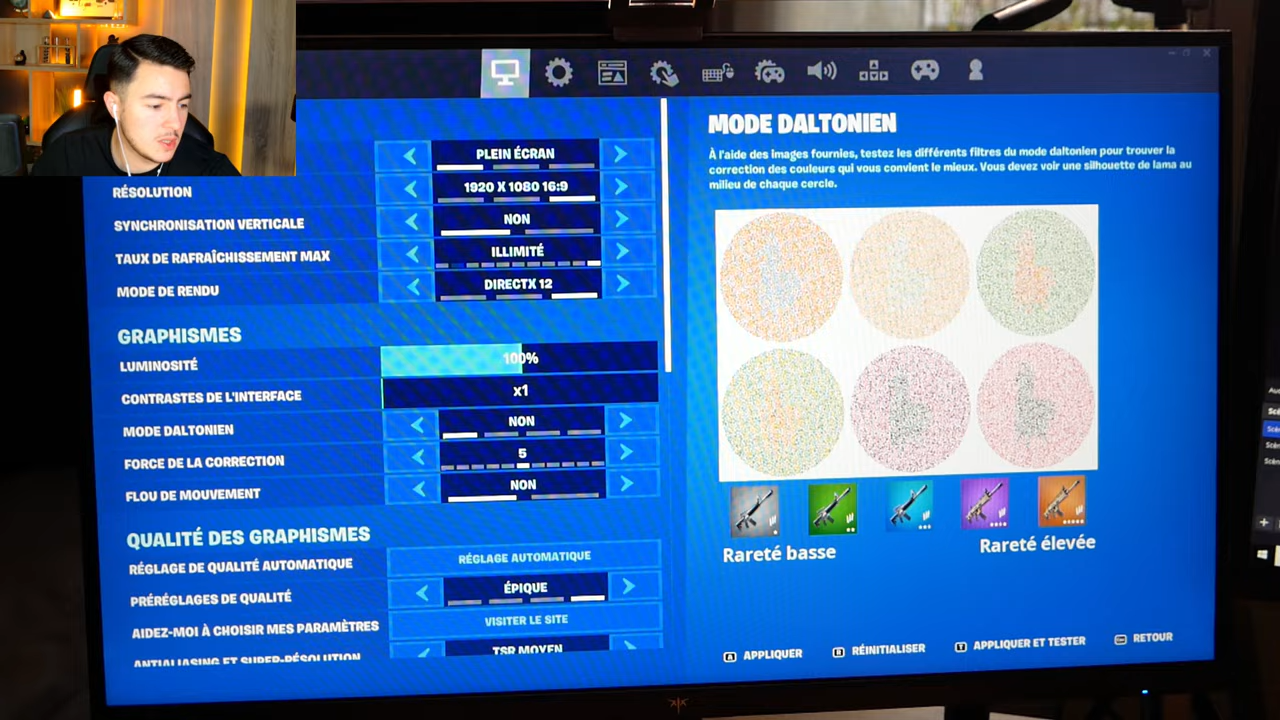 PLEIN ÉCRAN
RÉSOLUTION
1920 X 1080 16:9
SYNCHRONISATION VERTICALE
NON
TAUX DE RAFRAÎCHISSEMENT MAX
ILLIMITÉ
MODE DE RENDU
DIRECTX 12
GRAPHISMES
LUMINOSITÉ
100%
CONTRASTES DE L'INTERFACE
x1
MODE DALTONIEN
NON
FORCE DE LA CORRECTION
5
FLOU DE MOUVEMENT
NON
QUALITÉ DES GRAPHISMES
RÉGLAGE DE QUALITÉ AUTOMATIQUE
RÉGLAGE AUTOMATIQUE
PRÉRÉGLAGES DE QUALITÉ
ÉPIQUE
AIDEZ-MOI À CHOISIR MES PARAMÈTRES
VISITER LE SITE
ANTIALIASING ET SUPER-RÉSOLUTION
TSR MOYEN
MODE DALTONIEN
À l'aide des images fournies, testez les différents filtres du mode daltonien pour trouver la
correction des couleurs qui vous convient le mieux. Vous devez voir une silhouette de lama au
milieu de chaque cercle.
Rareté basse
Rareté élevée
APPLIQUER
RÉINITIALISER
APPLIQUER ET TESTER
RETOUR